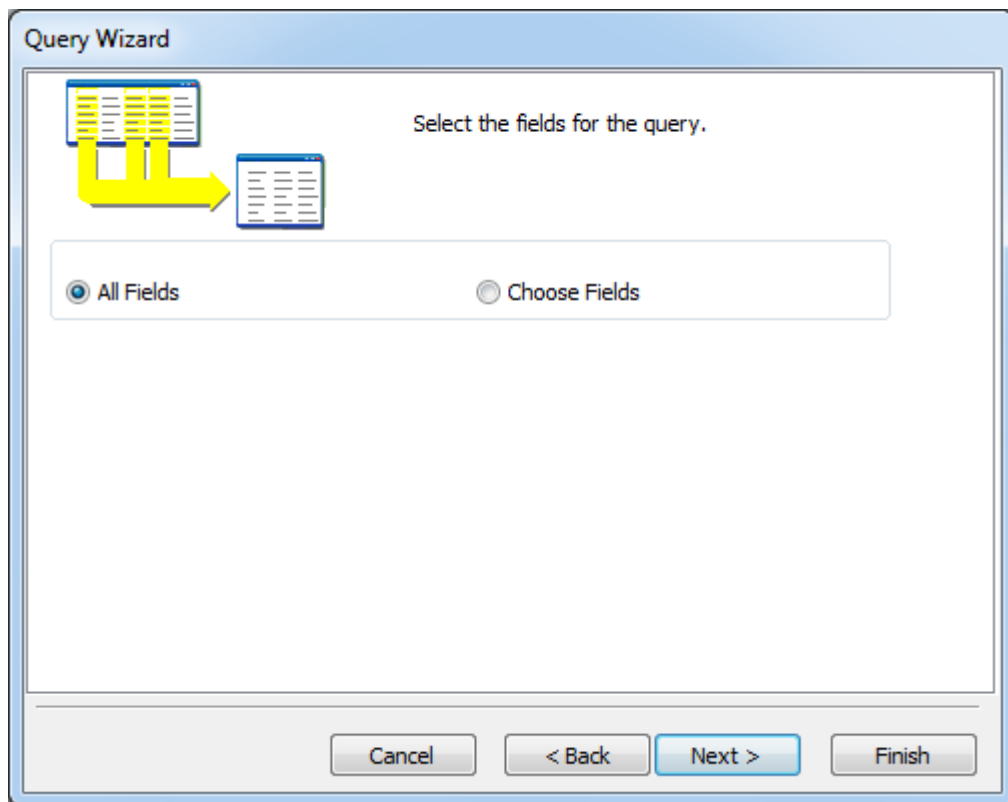 Query Wizard
Select the fields for the query.
All Fields Choose Fields
Cancel < Back Next > Finish